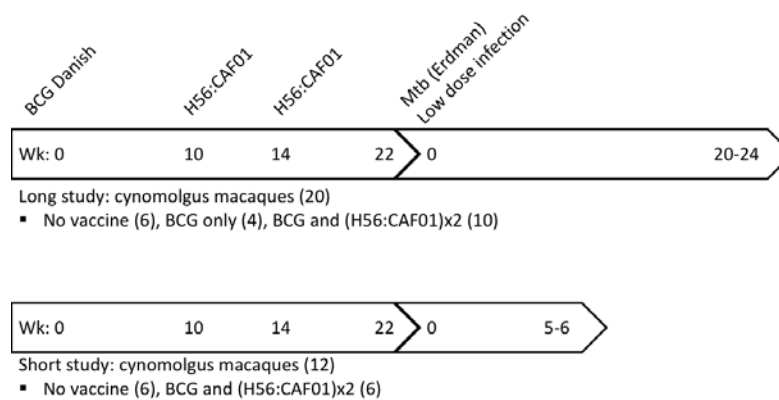 BCG Danish
H56:CAF01
H56:CAF01
Mtb (Erdman)
Low dose infection
Wk: 0 10 14 22 0 20-24
Long study: cynomolgus macaques (20)
▪ No vaccine (6), BCG only (4), BCG and (H56:CAF01)x2 (10)
Wk: 0 10 14 22 0 5-6
Short study: cynomolgus macaques (12)
▪ No vaccine (6), BCG and (H56:CAF01)x2 (6)